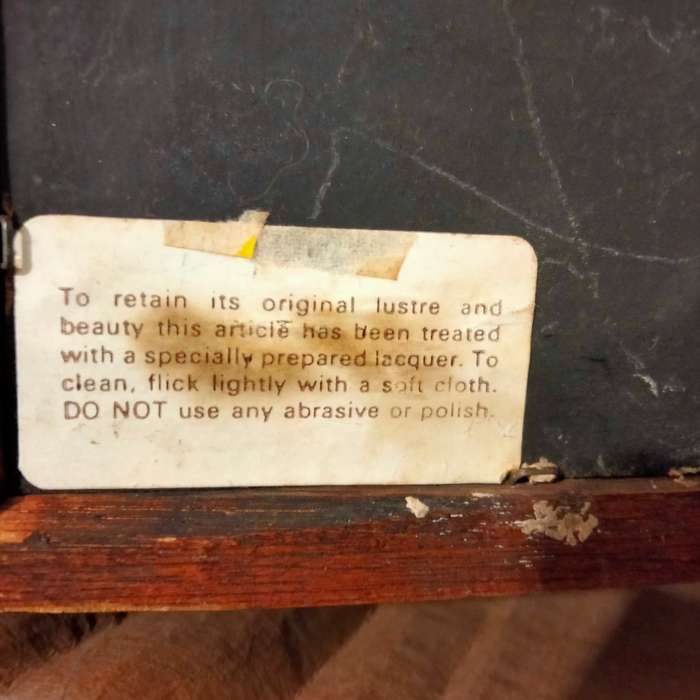 To retain its original lustre and
beauty this article has been treated
with a specially prepared lacquer. To
clean, flick lightly with a soft cloth.
DO NOT use any abrasive or polish.